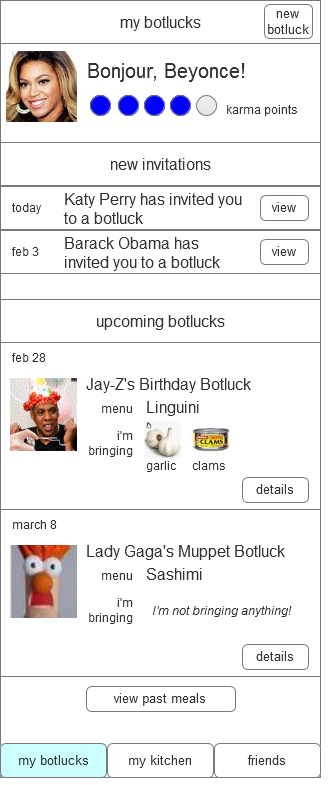 my botlucks
new
botluck
Bonjour, Beyonce!
karma points
new invitations
today
Katy Perry has invited you
to a botluck
view
feb 3
Barack Obama has
invited you to a botluck
view
upcoming botlucks
feb 28
Jay-Z's Birthday Botluck
menu Linguini
i'm
bringing
CLAMS
garlic clams
details
march 8
Lady Gaga's Muppet Botluck
menu Sashimi
i'm
bringing
I'm not bringing anything!
details
view past meals
my botlucks my kitchen friends